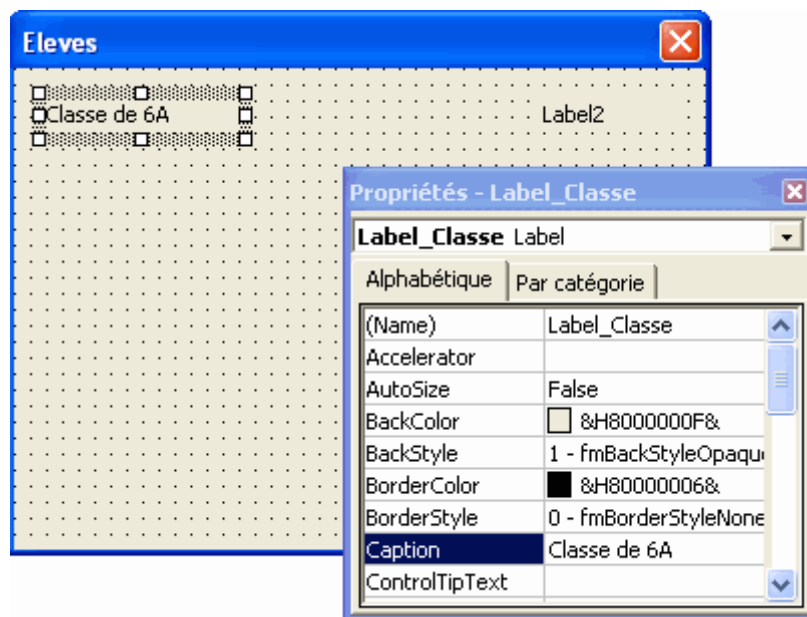 Eleves
Classe de 6A
Label2
Propriétés - Label_Classe
Label_Classe Label
Alphabétique Par catégorie
(Name) Label_Classe
Accelerator
AutoSize False
BackColor &H8000000F&
BackStyle 1 - fmBackStyleOpaqu
BorderColor &H80000006&
BorderStyle 0 - fmBorderStyleNone
Caption Classe de 6A
ControlTipText